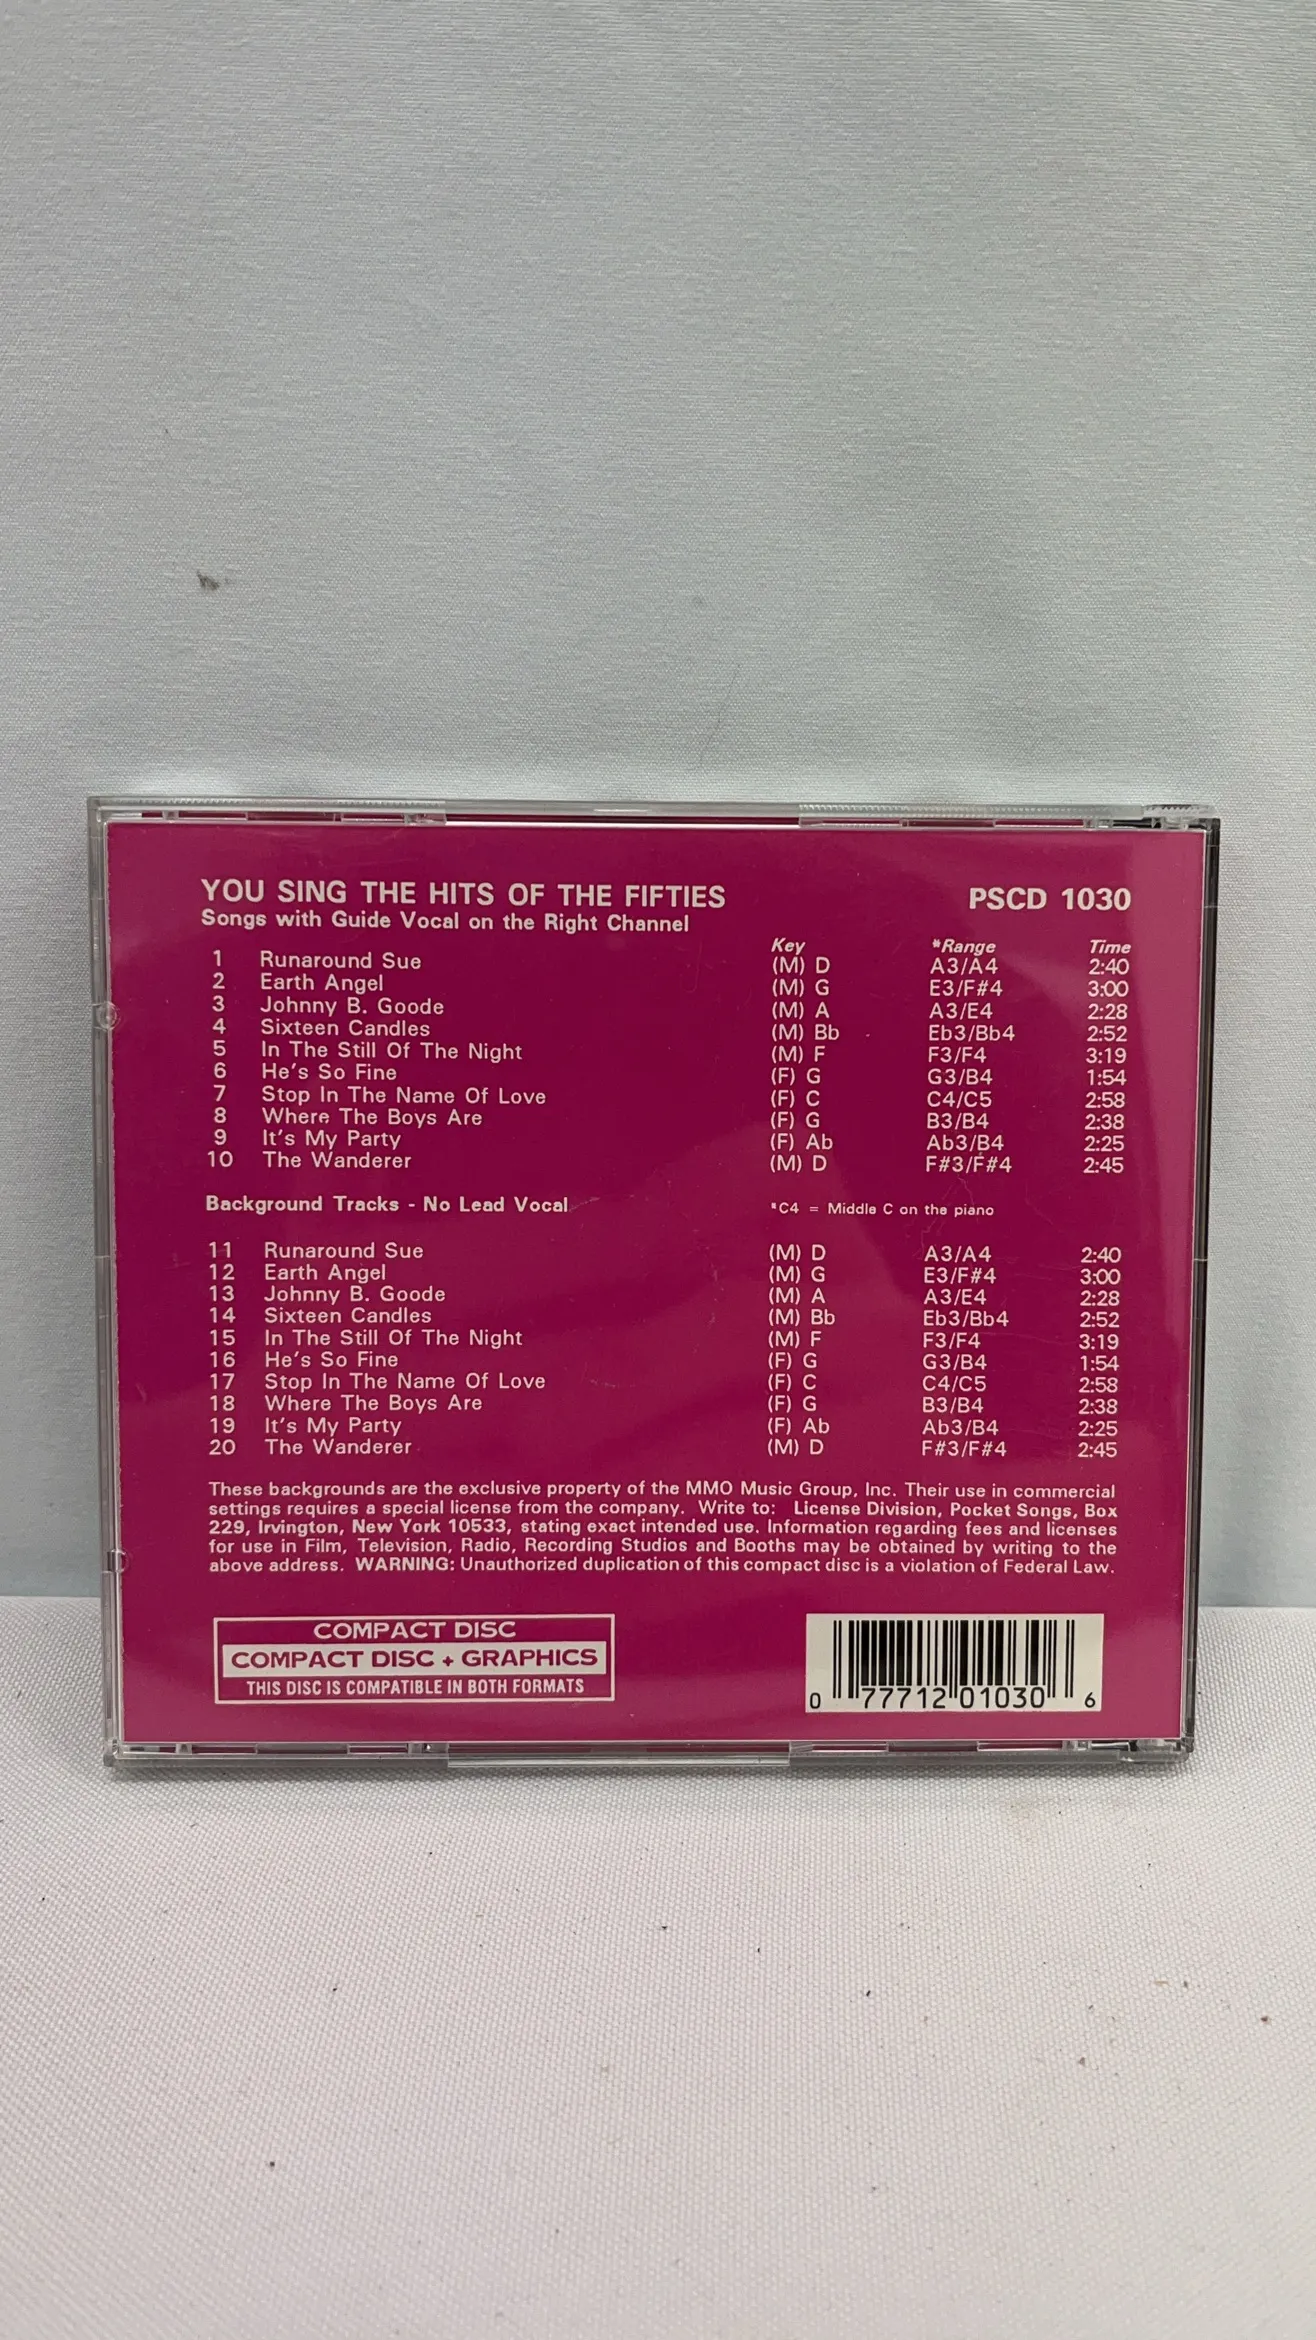 YOU SING THE HITS OF THE FIFTIES PSCD 1030
Songs with Guide Vocal on the Right Channel
Key *Range Time
1 Runaround Sue (M) D A3/A4 2:40
2 Earth Angel (M) G E3/F#4 3:00
3 Johnny B. Goode (M) A A3/E4 2:28
4 Sixteen Candles (M) Bb Eb3/Bb4 2:52
5 In The Still Of The Night (M) F F3/F4 3:19
6 He's So Fine (F) G G3/B4 1:54
7 Stop In The Name Of Love (F) C C4/C5 2:58
8 Where The Boys Are (F) G B3/B4 2:38
9 It's My Party (F) Ab Ab3/B4 2:25
10 The Wanderer (M) D F#3/F#4 2:45
Background Tracks - No Lead Vocal *C4 = Middle C on the piano
11 Runaround Sue (M) D A3/A4 2:40
12 Earth Angel (M) G E3/F#4 3:00
13 Johnny B. Goode (M) A A3/E4 2:28
14 Sixteen Candles (M) Bb Eb3/Bb4 2:52
15 In The Still Of The Night (M) F F3/F4 3:19
16 He's So Fine (F) G G3/B4 1:54
17 Stop In The Name Of Love (F) C C4/C5 2:58
18 Where The Boys Are (F) G B3/B4 2:38
19 It's My Party (F) Ab Ab3/B4 2:25
20 The Wanderer (M) D F#3/F#4 2:45
These backgrounds are the exclusive property of the MMO Music Group, Inc. Their use in commercial
settings requires a special license from the company. Write to: License Division, Pocket Songs, Box
229, Irvington, New York 10533, stating exact intended use. Information regarding fees and licenses
for use in Film, Television, Radio, Recording Studios and Booths may be obtained by writing to the
above address. WARNING: Unauthorized duplication of this compact disc is a violation of Federal Law.
COMPACT DISC
COMPACT DISC + GRAPHICS
THIS DISC IS COMPATIBLE IN BOTH FORMATS
0 77712 01030 6